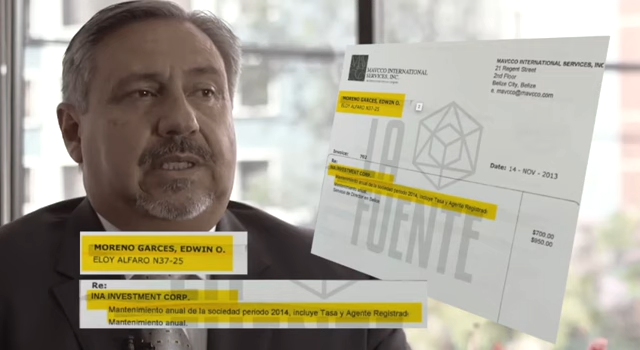 MAVCCO INTERNATIONAL
SERVICES, INC.
MAVCCO INTERNATIONAL SERVICES, INC
21 Regent Street
2nd Floor
Belize City, Belize
MORENO GARCES, EDWIN O.
ELOY ALFARO N37-25
Date: 14 - NOV - 2013
Re:
INA INVESTMENT CORP.
Mantenimiento anual de la sociedad periodo 2014, incluye Tasa y Agente Registrad
Mantenimiento anual
$700.00
$950.00
LA
FUENTE
MORENO GARCES, EDWIN O.
ELOY ALFARO N37-25
Re:
INA INVESTMENT CORP.
Mantenimiento anual de la sociedad periodo 2014, incluye Tasa y Agente Registrad
Mantenimiento anual